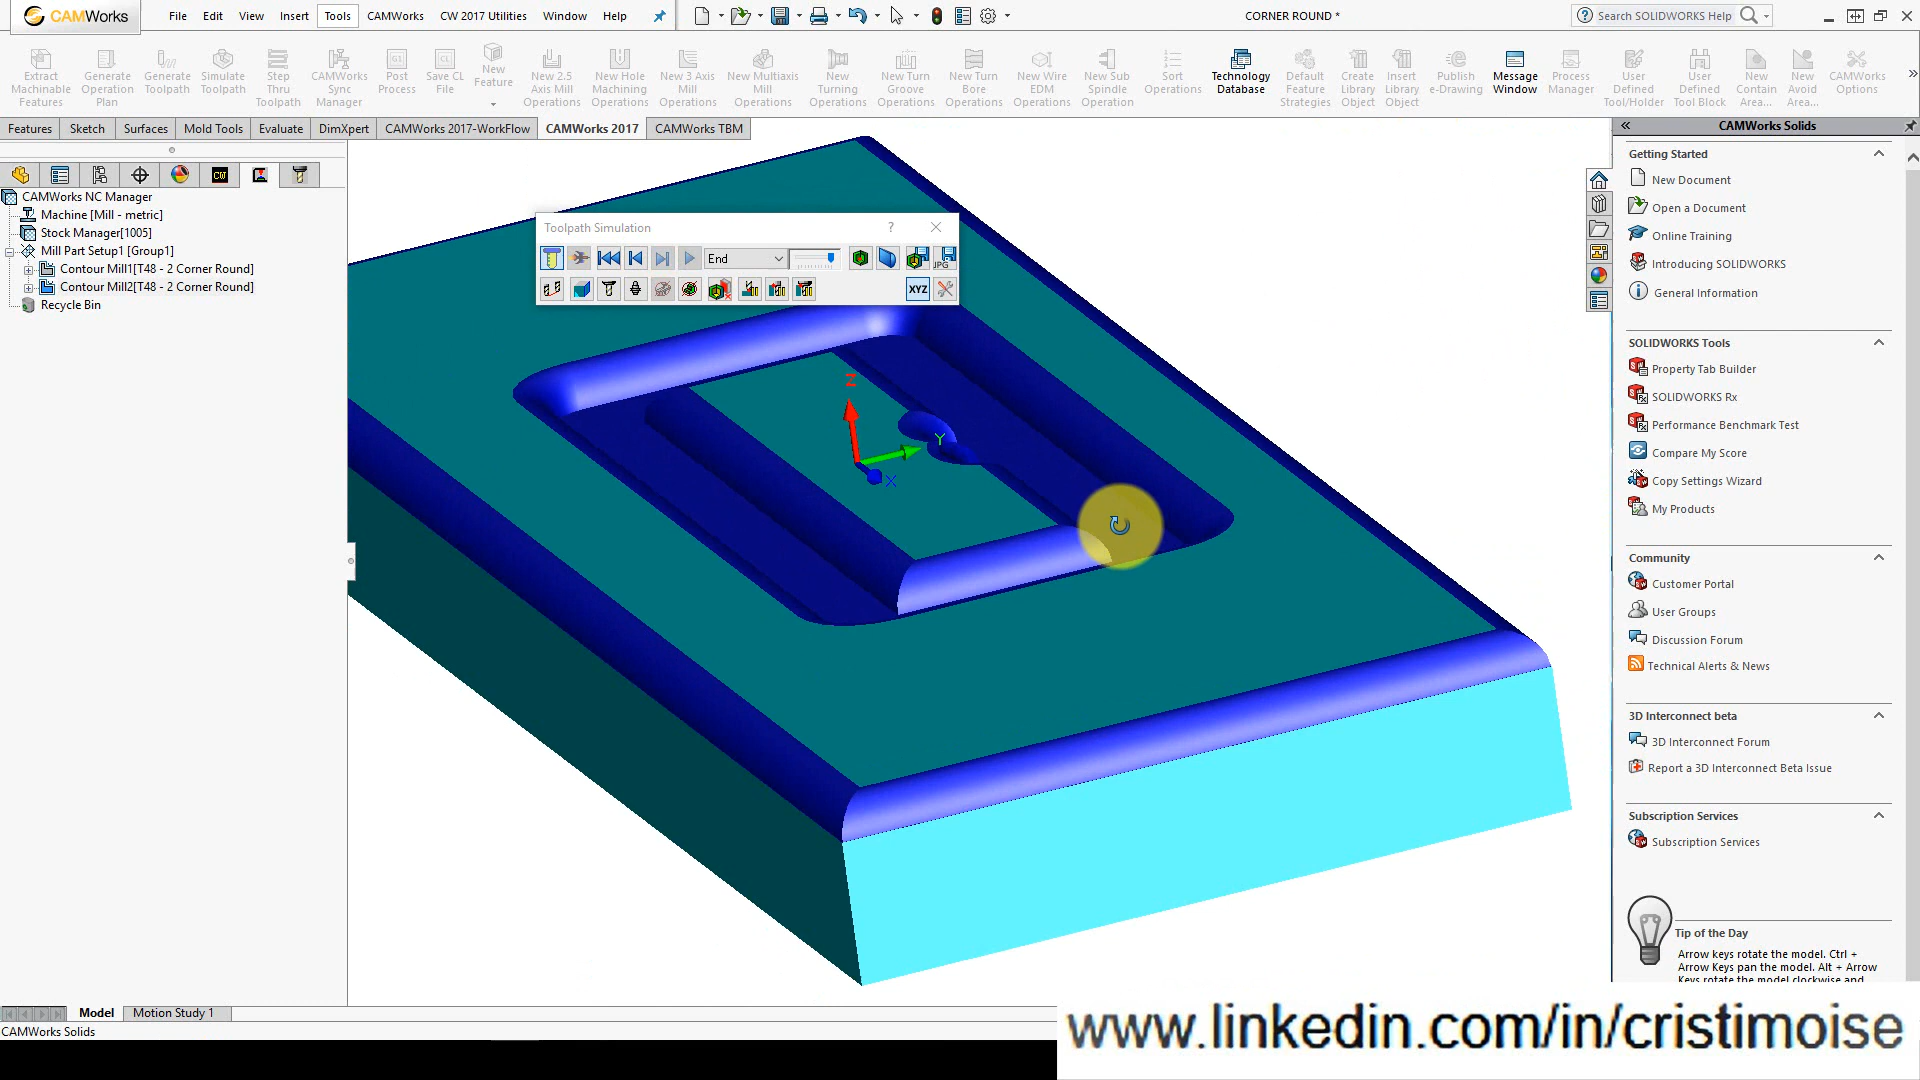 CAMWorks File Edit View Insert Tools CAMWorks CW 2017 Utilities Window Help CORNER ROUND * Search SOLIDWORKS Help
Extract Machinable Features
Generate Operation Plan
Generate Toolpath
Simulate Toolpath
Step Thru Toolpath
CAMWorks Sync Manager
Post Process
Save CL File
New Feature
New 2.5 Axis Mill Operations
New Hole Machining Operations
New 3 Axis Mill Operations
New Multiaxis Mill Operations
New Turning Operations
New Turn Groove Operations
New Turn Bore Operations
New Wire EDM Operations
New Sub Spindle Operation
Sort Operations
Technology Database
Default Feature Strategies
Create Library Object
Insert Library Object
Publish e-Drawing
Message Window
Process Manager
User Defined Tool/Holder
User Defined Tool Block
New Contain Area...
New Avoid Area...
CAMWorks Options
Features Sketch Surfaces Mold Tools Evaluate DimXpert CAMWorks 2017-WorkFlow CAMWorks 2017 CAMWorks TBM
CAMWorks NC Manager
Machine [Mill - metric]
Stock Manager[1005]
Mill Part Setup1 [Group1]
Contour Mill1[T48 - 2 Corner Round]
Contour Mill2[T48 - 2 Corner Round]
Recycle Bin
Toolpath Simulation ?
End
JPG
XYZ
Z
Y
X
CAMWorks Solids
Getting Started
New Document
Open a Document
Online Training
Introducing SOLIDWORKS
General Information
SOLIDWORKS Tools
Property Tab Builder
SOLIDWORKS Rx
Performance Benchmark Test
Compare My Score
Copy Settings Wizard
My Products
Community
Customer Portal
User Groups
Discussion Forum
Technical Alerts & News
3D Interconnect beta
3D Interconnect Forum
Report a 3D Interconnect Beta Issue
Subscription Services
Subscription Services
Tip of the Day
Arrow keys rotate the model. Ctrl +
Arrow Keys pan the model. Alt + Arrow
Keys rotate the model clockwise and
Model Motion Study 1
CAMWorks Solids
www.linkedin.com/in/cristimoise